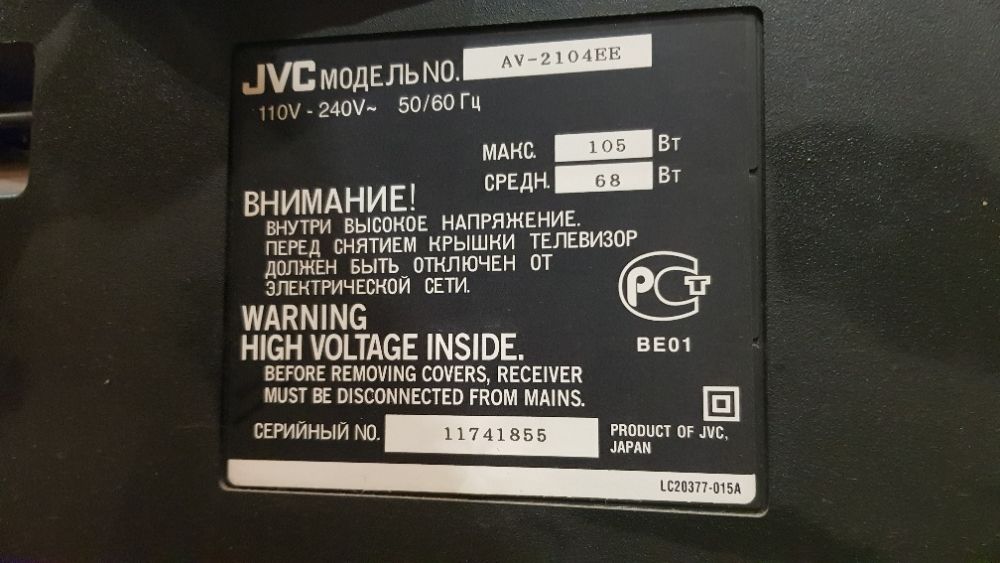 JVC МОДЕЛЬ NO. AV-2104EE
110V - 240V~ 50/60 Гц
МАКС. 105 Вт
СРЕДН. 68 Вт
ВНИМАНИЕ!
ВНУТРИ ВЫСОКОЕ НАПРЯЖЕНИЕ.
ПЕРЕД СНЯТИЕМ КРЫШКИ ТЕЛЕВИЗОР
ДОЛЖЕН БЫТЬ ОТКЛЮЧЕН ОТ
ЭЛЕКТРИЧЕСКОЙ СЕТИ.
РСТ
BE01
WARNING
HIGH VOLTAGE INSIDE.
BEFORE REMOVING COVERS, RECEIVER
MUST BE DISCONNECTED FROM MAINS.
СЕРИЙНЫЙ NO. 11741855
PRODUCT OF JVC,
JAPAN
LC20377-015A